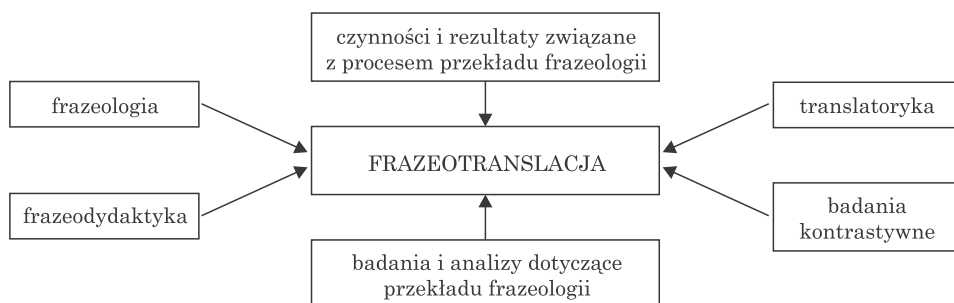 czynności i rezultaty związane
z procesem przekładu frazeologii
frazeologia
translatoryka
FRAZEOTRANSLACJA
frazeodydaktyka
badania
kontrastywne
badania i analizy dotyczące
przekładu frazeologii